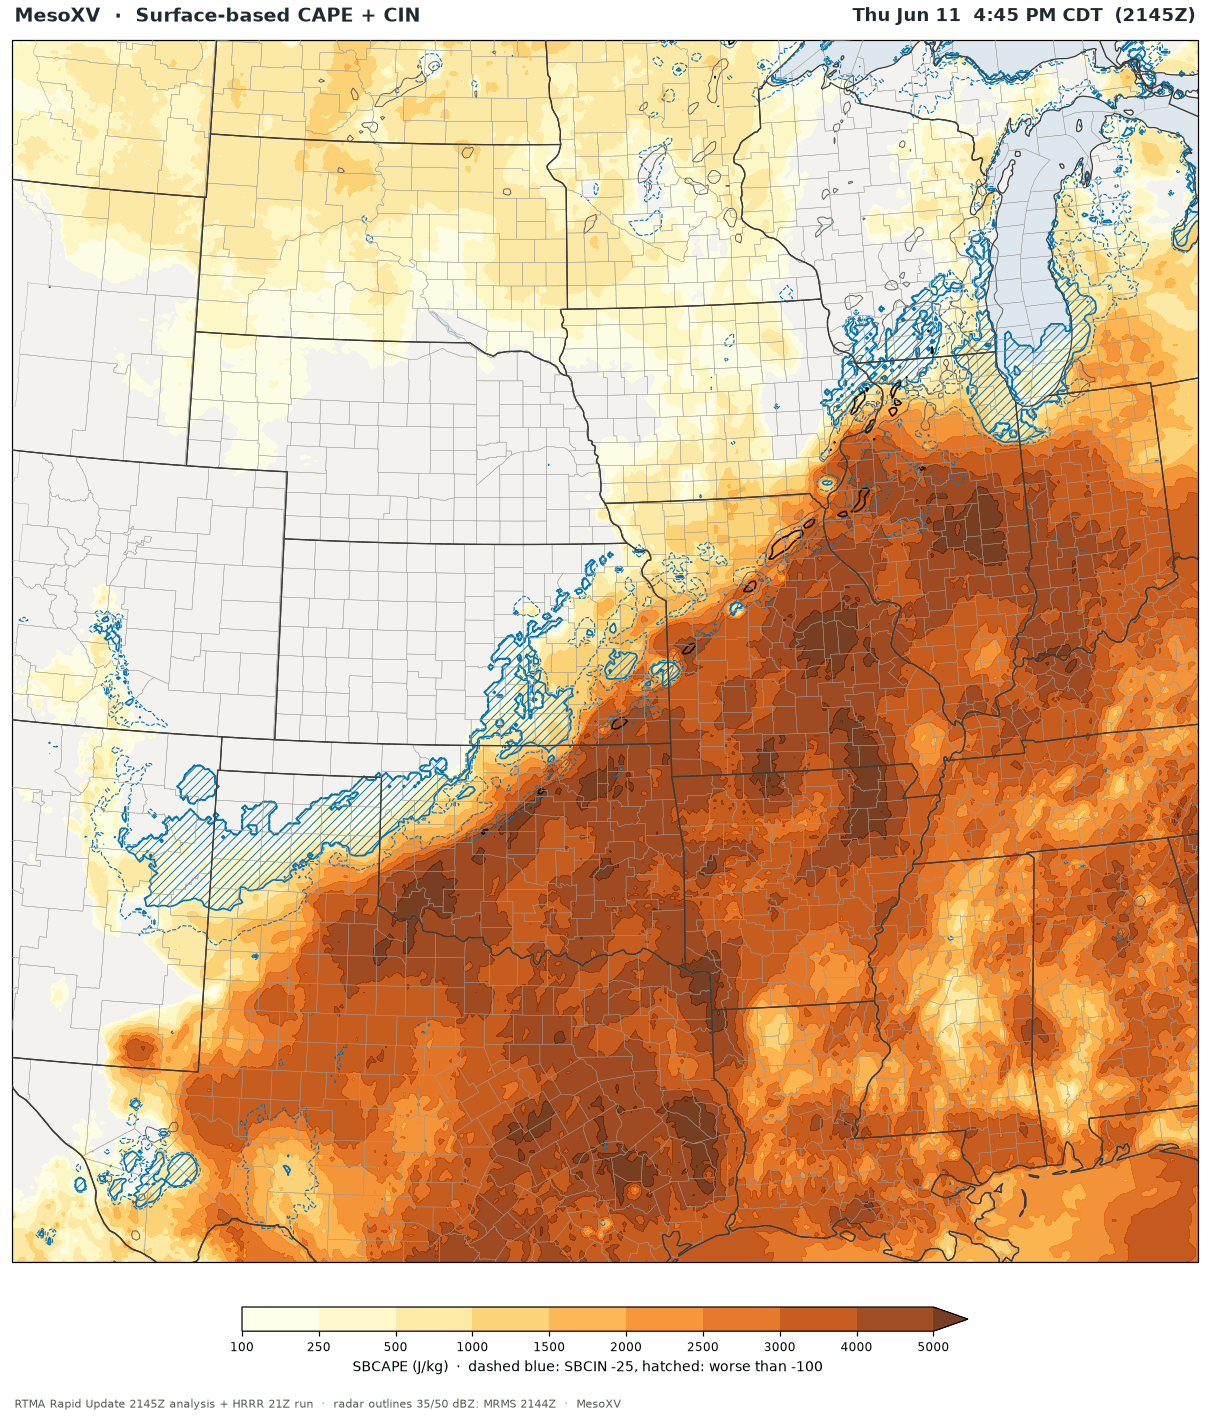 MesoXV · Surface-based CAPE + CIN
Thu Jun 11 4:45 PM CDT (2145Z)
100 250 500 1000 1500 2000 2500 3000 4000 5000
SBCAPE (J/kg) · dashed blue: SBCIN -25, hatched: worse than -100
RTMA Rapid Update 2145Z analysis + HRRR 21Z run · radar outlines 35/50 dBZ: MRMS 2144Z · MesoXV